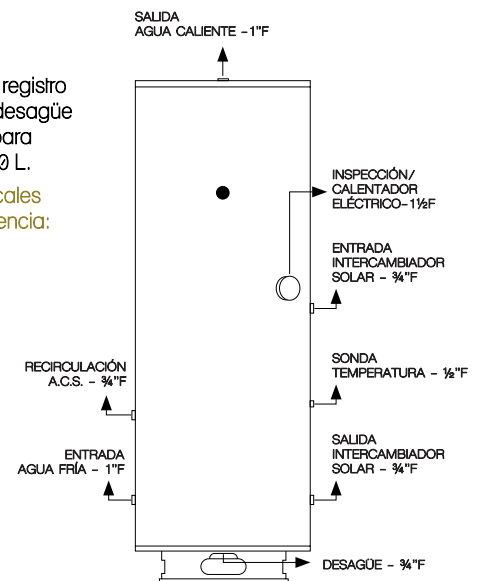 SALIDA
AGUA CALIENTE - 1"F
registro
desagüe
para
0 L.
cales
encia:
INSPECCIÓN/
CALENTADOR
ELÉCTRICO-1½F
ENTRADA
INTERCAMBIADOR
SOLAR - ¾"F
RECIRCULACIÓN
A.C.S. - ¾"F
SONDA
TEMPERATURA - ½"F
ENTRADA
AGUA FRÍA - 1"F
SALIDA
INTERCAMBIADOR
SOLAR - ¾"F
DESAGÜE - ¾"F